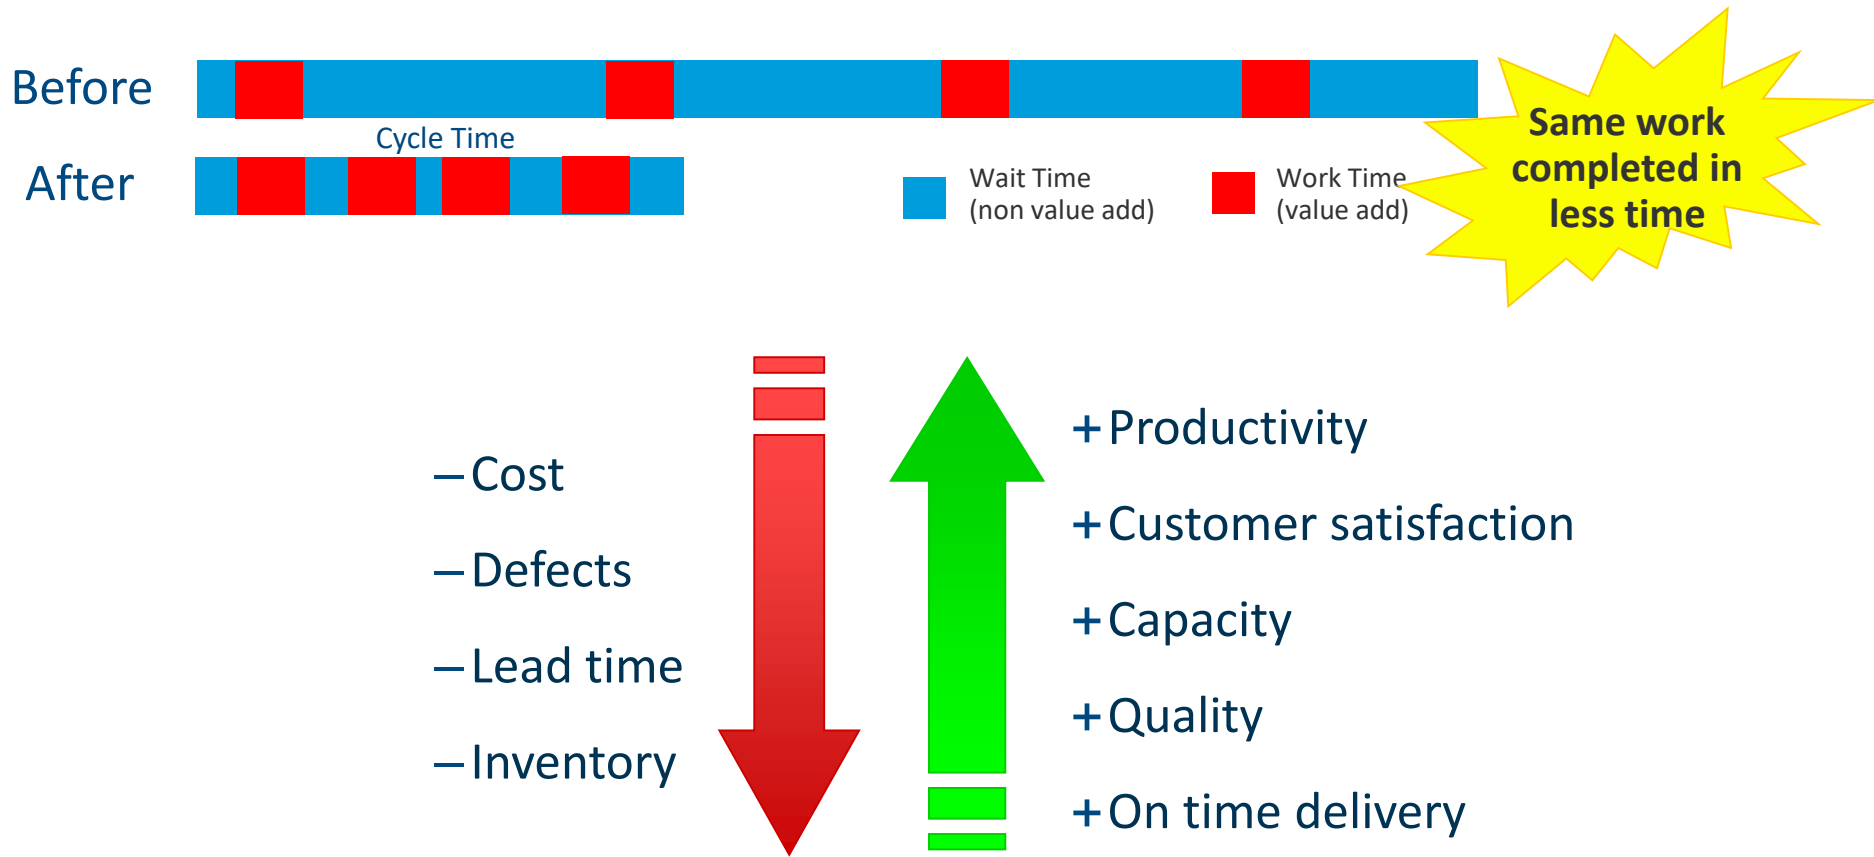 Before
Cycle Time
After
Wait Time
(non value add)
Work Time
(value add)
Same work
completed in
less time
– Cost
– Defects
– Lead time
– Inventory
+ Productivity
+ Customer satisfaction
+ Capacity
+ Quality
+ On time delivery